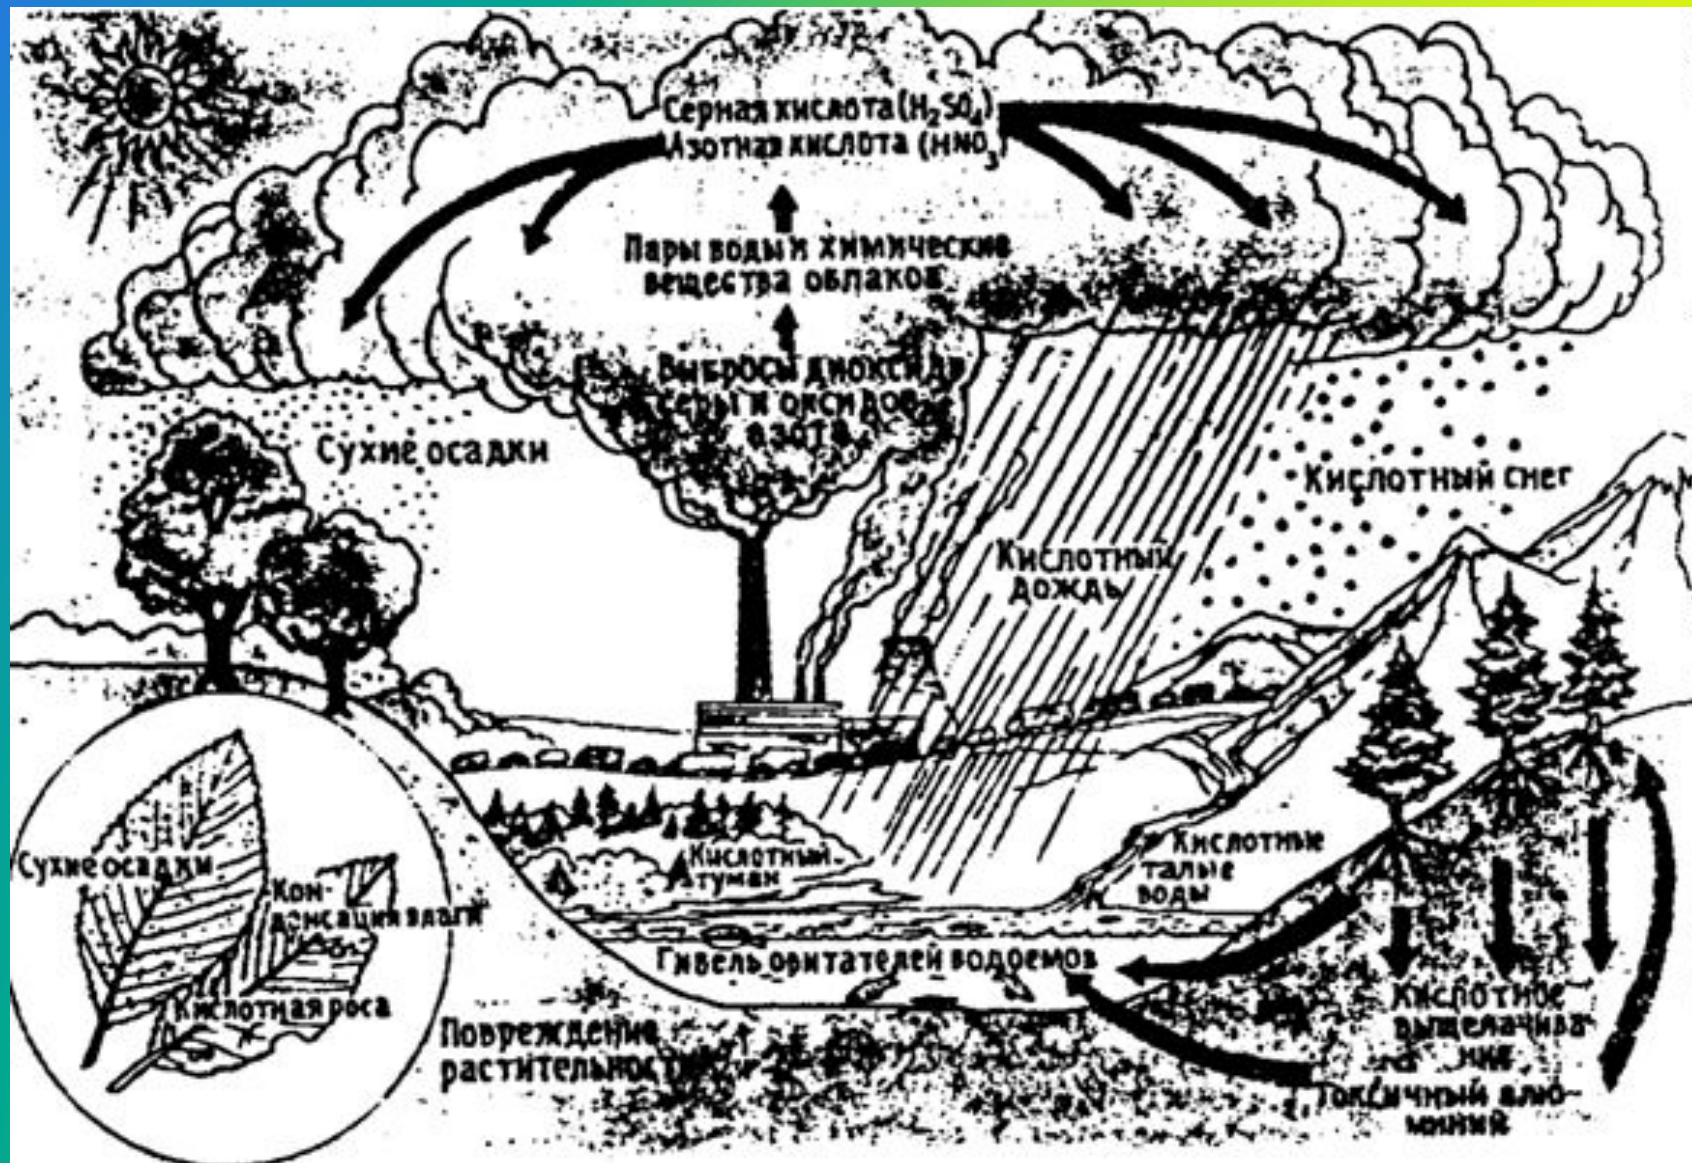 Серная кислота (H₂SO₄)
Азотная кислота (HNO₃)
Пары воды и химические
вещества облаков
Выбросы диоксида
серы и оксидов
азота
Сухие осадки
Кислотный снег
Кислотный
дождь
Сухие осадки
Кон-
денсация влаги
Кислотная роса
Кислотный
туман
Кислотные
талые
воды
Гибель обитателей водоемов
Повреждение
растительности
Кислотное
выщелачива-
ние
Токсичный алю-
миний